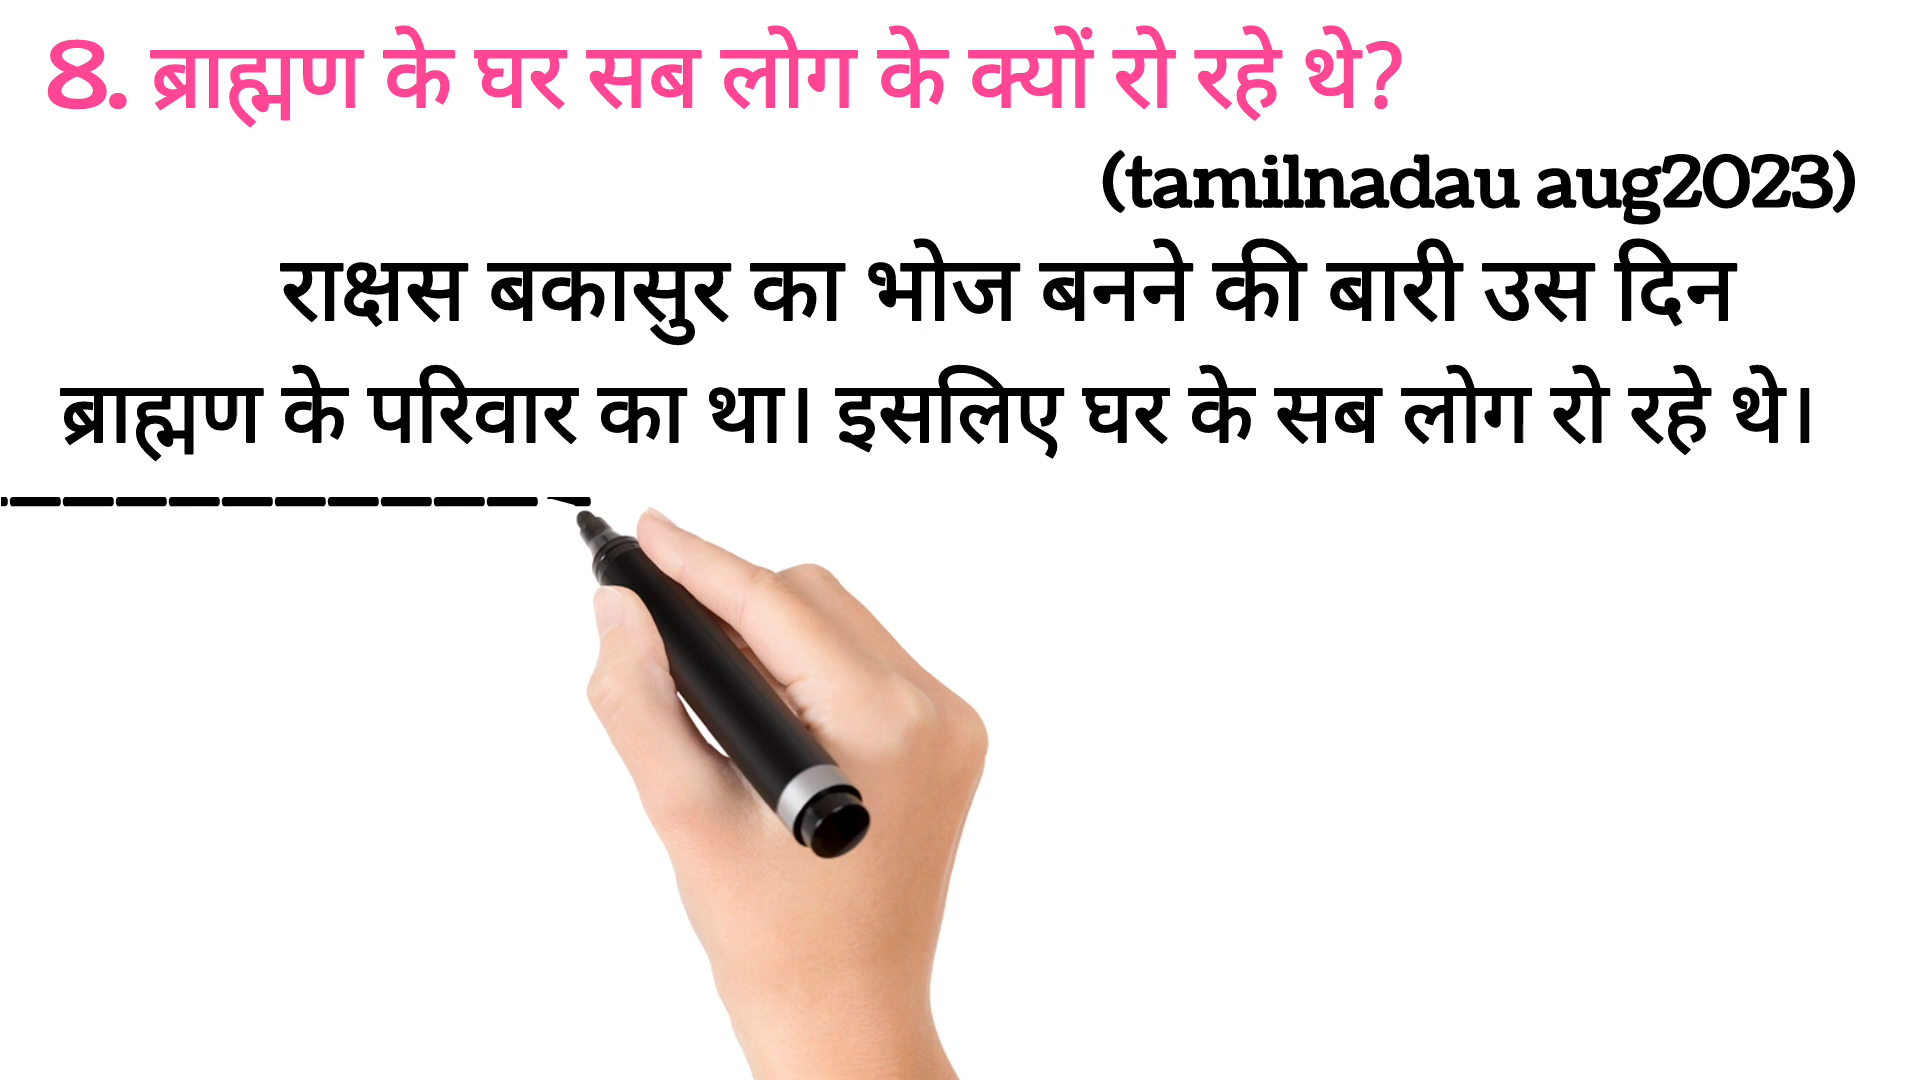 8. ब्राह्मण के घर सब लोग के क्यों रो रहे थे?
(tamilnadau aug2023)
राक्षस बकासुर का भोज बनने की बारी उस दिन
ब्राह्मण के परिवार का था। इसलिए घर के सब लोग रो रहे थे।